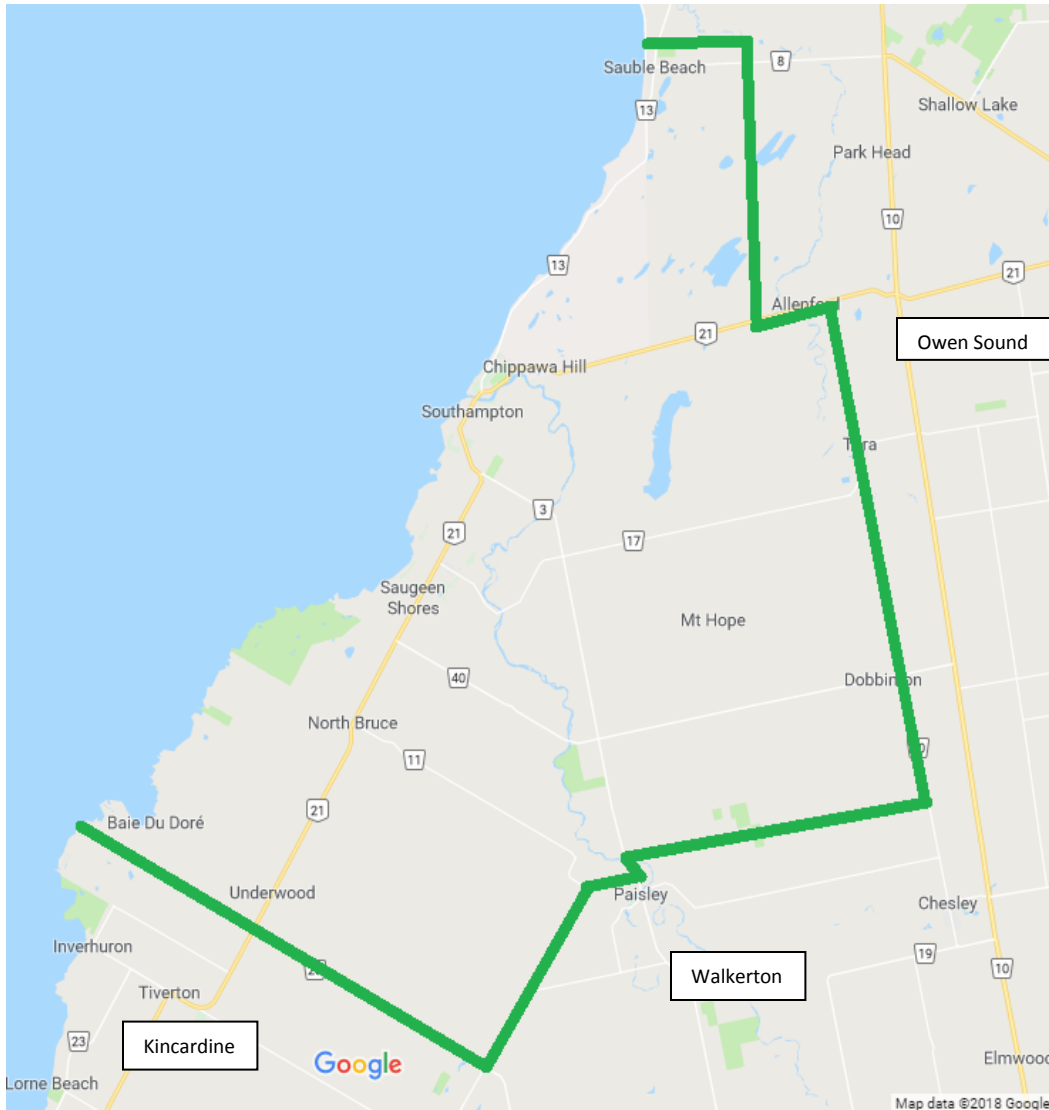 Sauble Beach
8
13
Shallow Lake
Park Head
10
13
21
Allenford
21
Owen Sound
Chippawa Hill
Southampton
Tara
3
21
17
Saugeen
Shores
Mt Hope
40
Dobbinton
North Bruce
11
21
Baie Du Doré
Underwood
Paisley
Chesley
Inverhuron
19
Walkerton
10
Tiverton
23
Kincardine
Google
Elmwood
Lorne Beach
Map data ©2018 Google